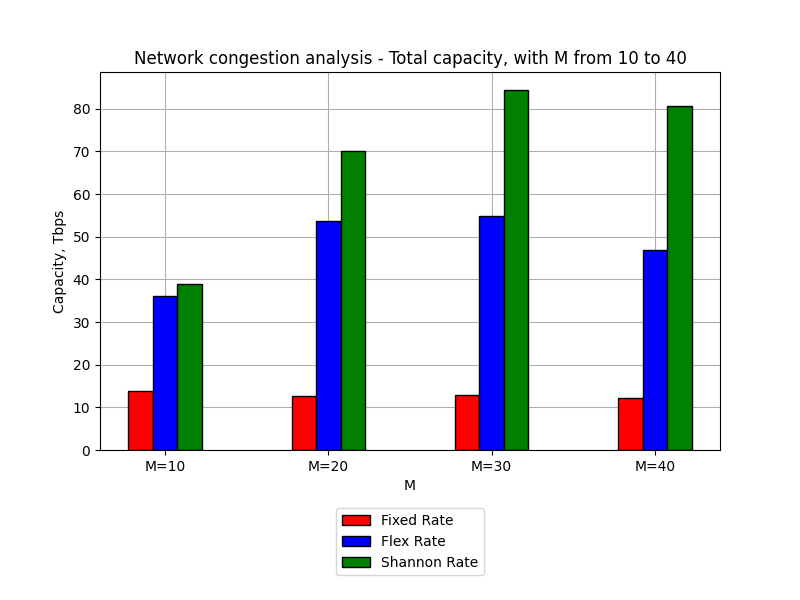 Network congestion analysis - Total capacity, with M from 10 to 40
Capacity, Tbps
80
70
60
50
40
30
20
10
0
M=10 M=20 M=30 M=40
M
Fixed Rate
Flex Rate
Shannon Rate